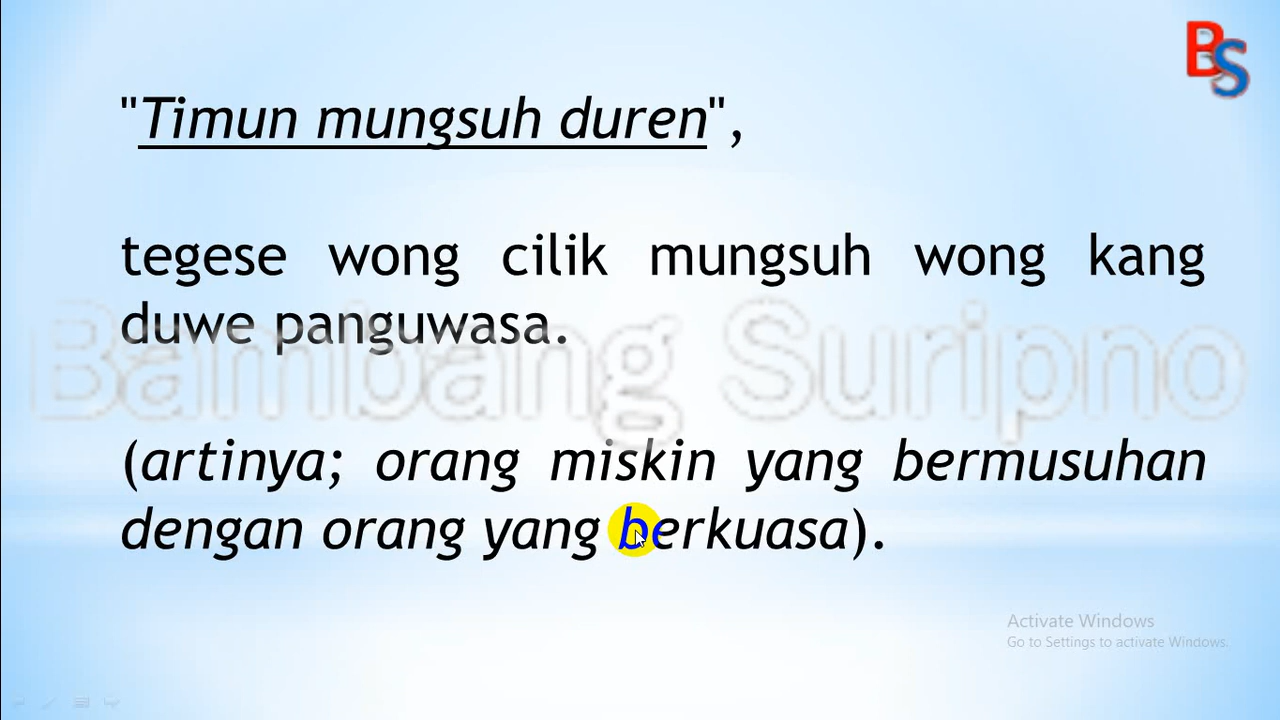 BS
"Timun mungsuh duren",
tegese wong cilik mungsuh wong kang
duwe panguwasa.
Bambang Suripno
(artinya; orang miskin yang bermusuhan
dengan orang yang berkuasa).
Activate Windows
Go to Settings to activate Windows.